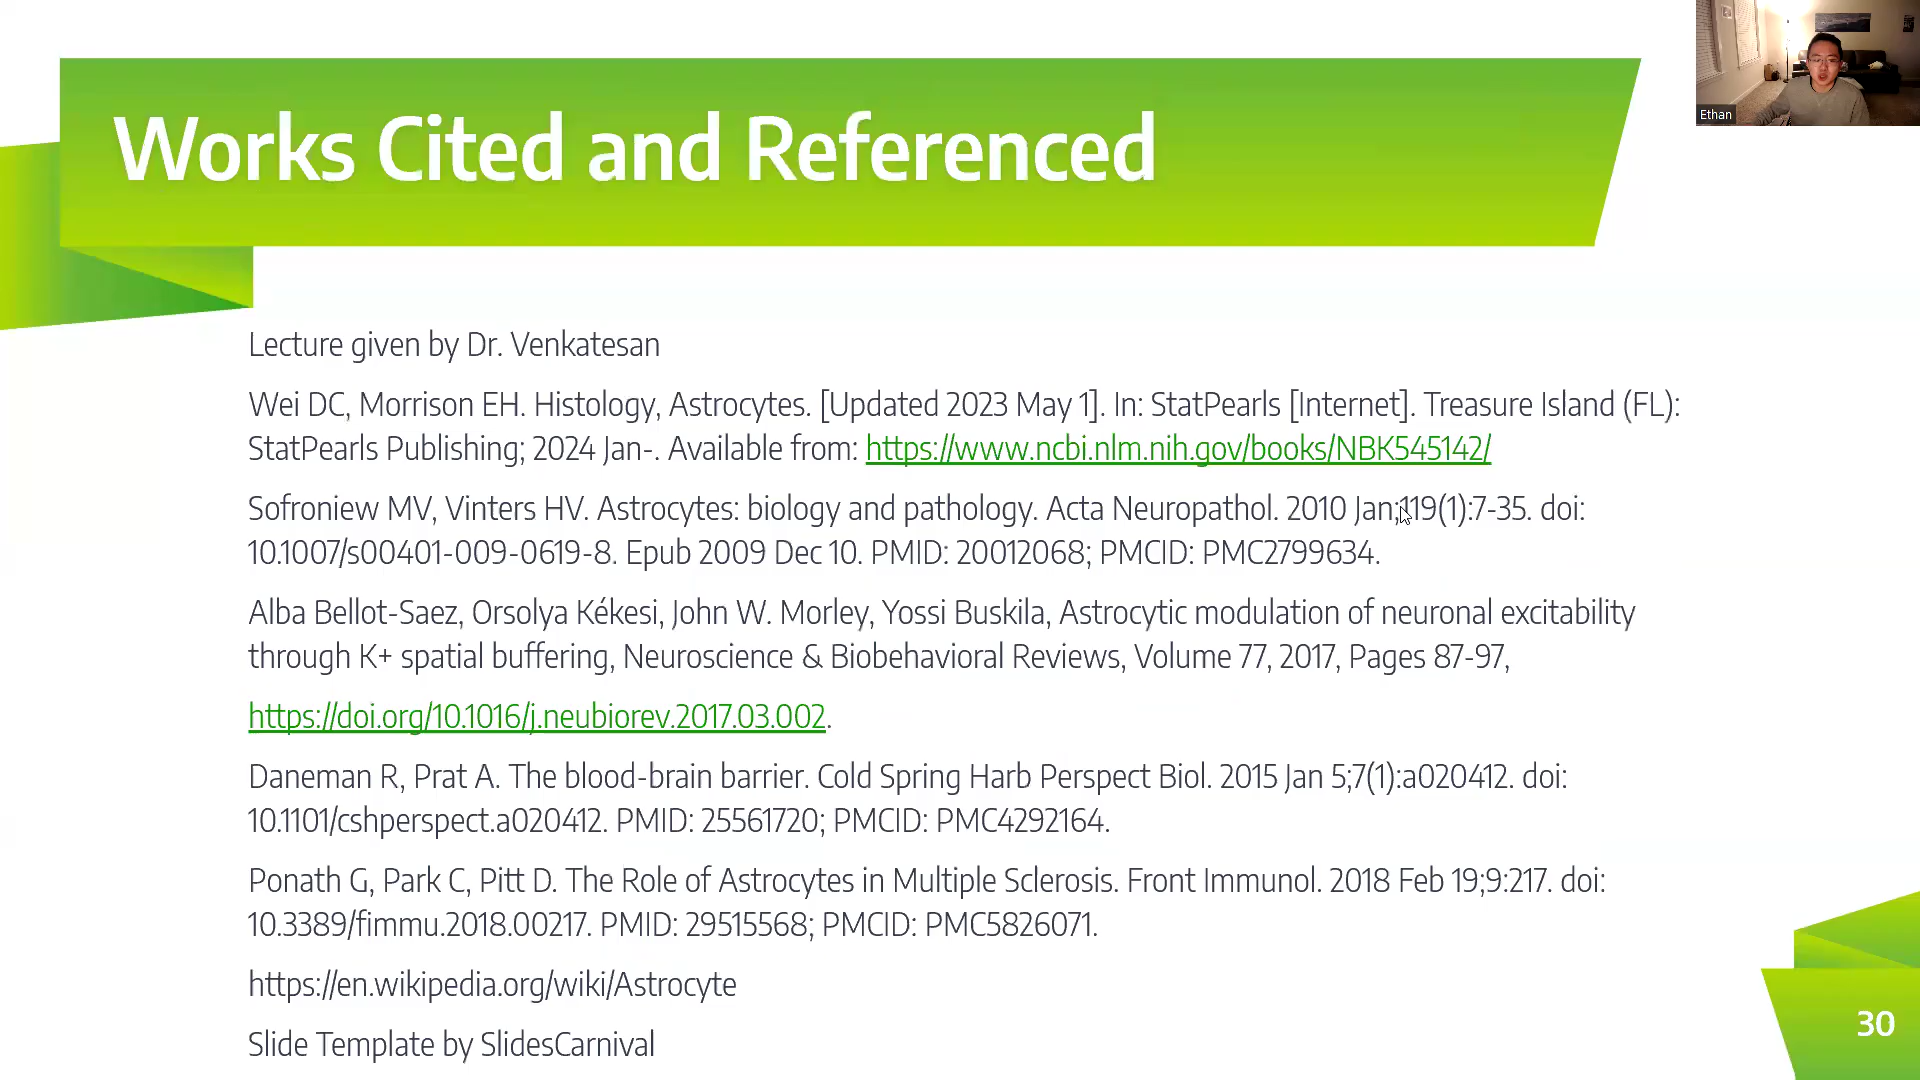 Works Cited and Referenced
Ethan
Lecture given by Dr. Venkatesan
Wei DC, Morrison EH. Histology, Astrocytes. [Updated 2023 May 1]. In: StatPearls [Internet]. Treasure Island (FL):
StatPearls Publishing; 2024 Jan-. Available from: https://www.ncbi.nlm.nih.gov/books/NBK545142/
Sofroniew MV, Vinters HV. Astrocytes: biology and pathology. Acta Neuropathol. 2010 Jan;119(1):7-35. doi:
10.1007/s00401-009-0619-8. Epub 2009 Dec 10. PMID: 20012068; PMCID: PMC2799634.
Alba Bellot-Saez, Orsolya Kékesi, John W. Morley, Yossi Buskila, Astrocytic modulation of neuronal excitability
through K+ spatial buffering, Neuroscience & Biobehavioral Reviews, Volume 77, 2017, Pages 87-97,
https://doi.org/10.1016/j.neubiorev.2017.03.002.
Daneman R, Prat A. The blood-brain barrier. Cold Spring Harb Perspect Biol. 2015 Jan 5;7(1):a020412. doi:
10.1101/cshperspect.a020412. PMID: 25561720; PMCID: PMC4292164.
Ponath G, Park C, Pitt D. The Role of Astrocytes in Multiple Sclerosis. Front Immunol. 2018 Feb 19;9:217. doi:
10.3389/fimmu.2018.00217. PMID: 29515568; PMCID: PMC5826071.
https://en.wikipedia.org/wiki/Astrocyte
Slide Template by SlidesCarnival
30